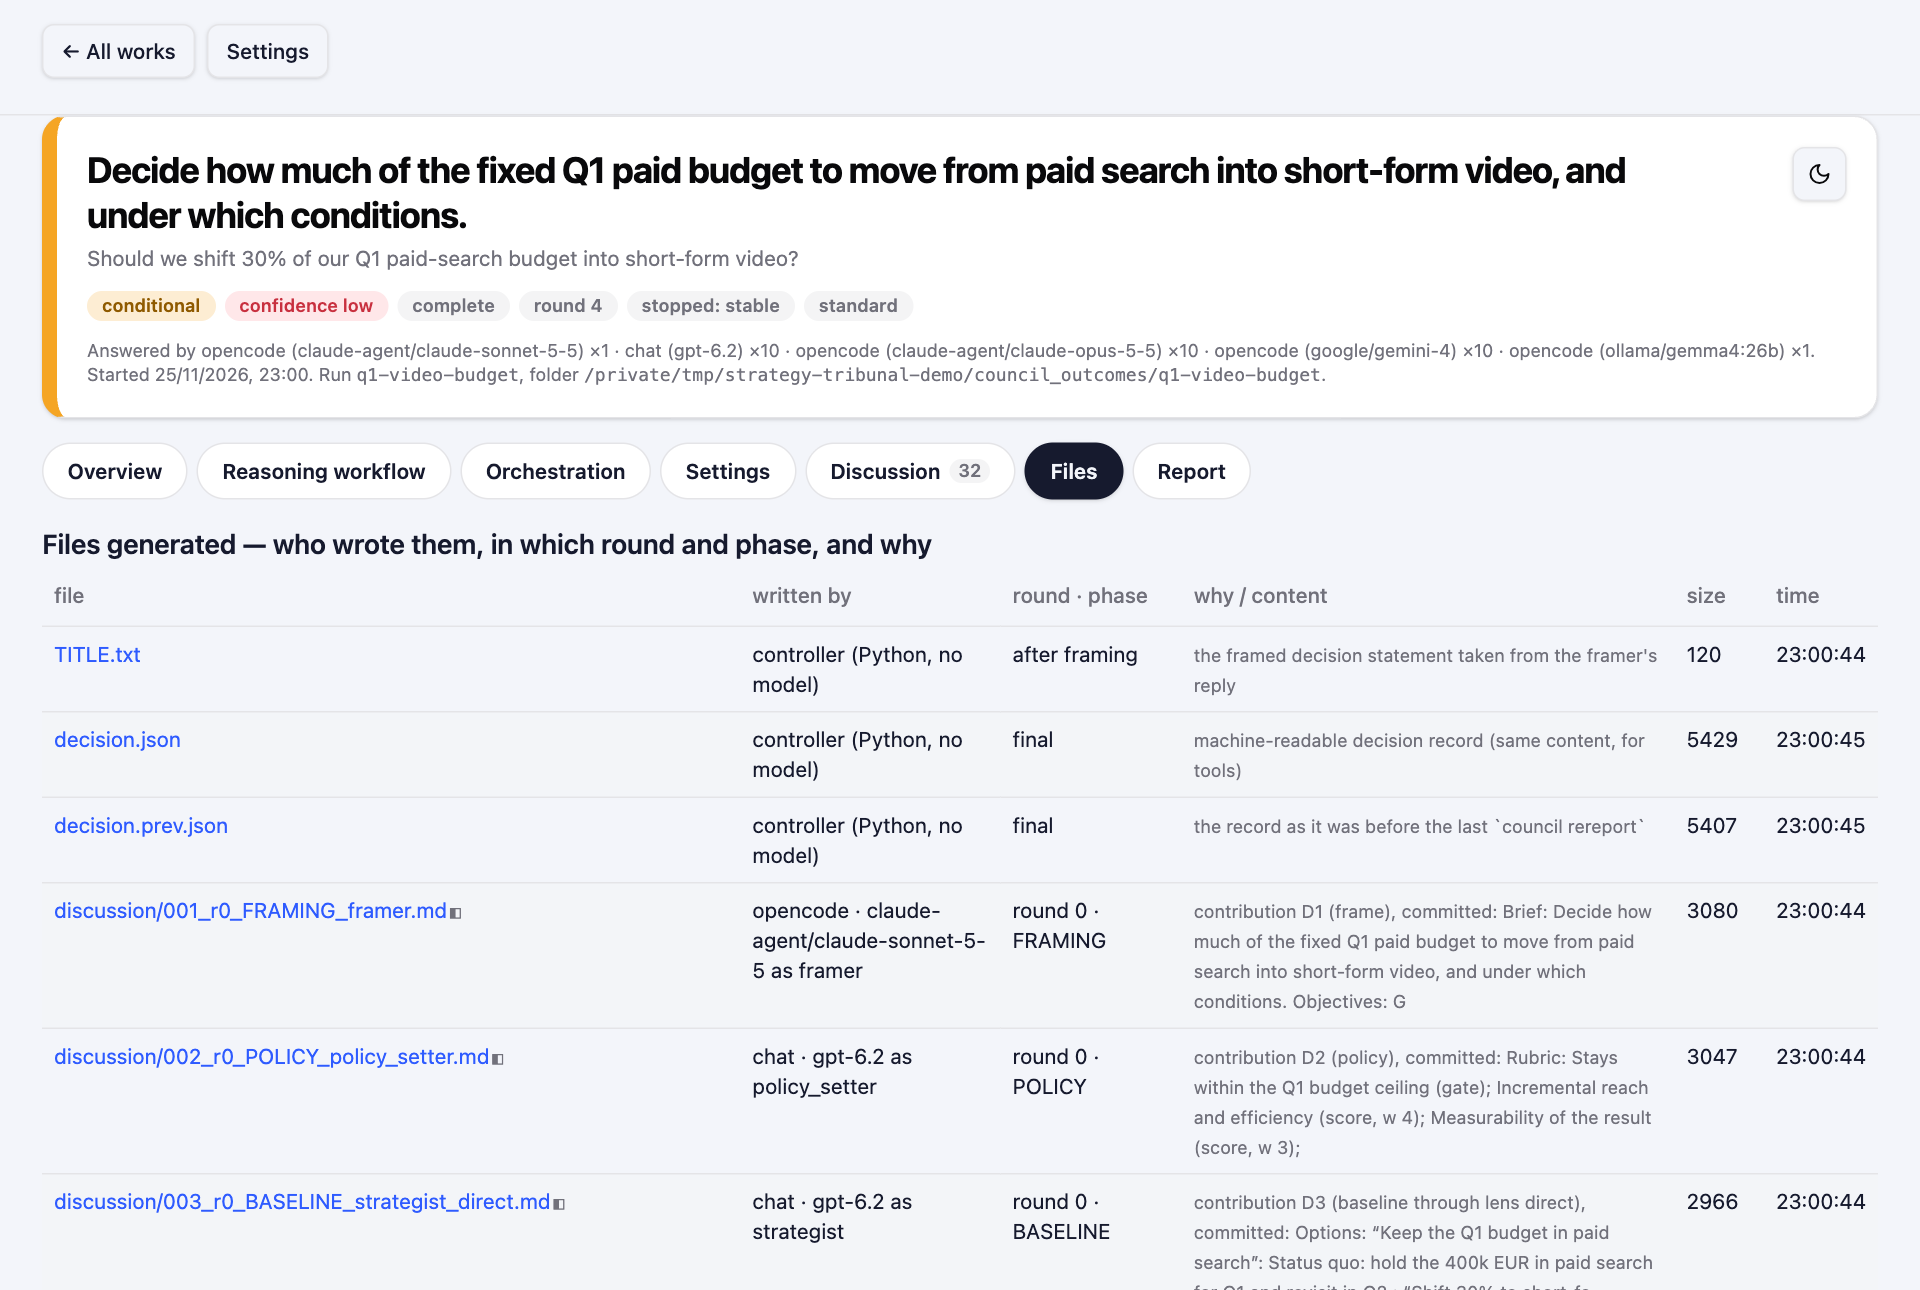 ← All works
Settings
Decide how much of the fixed Q1 paid budget to move from paid search into short-form video, and
under which conditions.
Should we shift 30% of our Q1 paid-search budget into short-form video?
conditional
confidence low
complete
round 4
stopped: stable
standard
Answered by opencode (claude-agent/claude-sonnet-5-5) ×1 · chat (gpt-6.2) ×10 · opencode (claude-agent/claude-opus-5-5) ×10 · opencode (google/gemini-4) ×10 · opencode (ollama/gemma4:26b) ×1.
Started 25/11/2026, 23:00. Run q1-video-budget, folder /private/tmp/strategy-tribunal-demo/council_outcomes/q1-video-budget.
Overview
Reasoning workflow
Orchestration
Settings
Discussion 32
Files
Report
Files generated — who wrote them, in which round and phase, and why
file
written by
round · phase
why / content
size
time
TITLE.txt
controller (Python, no
model)
after framing
the framed decision statement taken from the framer's
reply
120
23:00:44
decision.json
controller (Python, no
model)
final
machine-readable decision record (same content, for
tools)
5429
23:00:45
decision.prev.json
controller (Python, no
model)
final
the record as it was before the last `council rereport`
5407
23:00:45
discussion/001_r0_FRAMING_framer.md
opencode · claude-
agent/claude-sonnet-5-
5 as framer
round 0 ·
FRAMING
contribution D1 (frame), committed: Brief: Decide how
much of the fixed Q1 paid budget to move from paid
search into short-form video, and under which
conditions. Objectives: G
3080
23:00:44
discussion/002_r0_POLICY_policy_setter.md
chat · gpt-6.2 as
policy_setter
round 0 ·
POLICY
contribution D2 (policy), committed: Rubric: Stays
within the Q1 budget ceiling (gate); Incremental reach
and efficiency (score, w 4); Measurability of the result
(score, w 3);
3047
23:00:44
discussion/003_r0_BASELINE_strategist_direct.md
chat · gpt-6.2 as
strategist
round 0 ·
BASELINE
contribution D3 (baseline through lens direct),
committed: Options: “Keep the Q1 budget in paid
search”: Status quo: hold the 400k EUR in paid search
2966
23:00:44